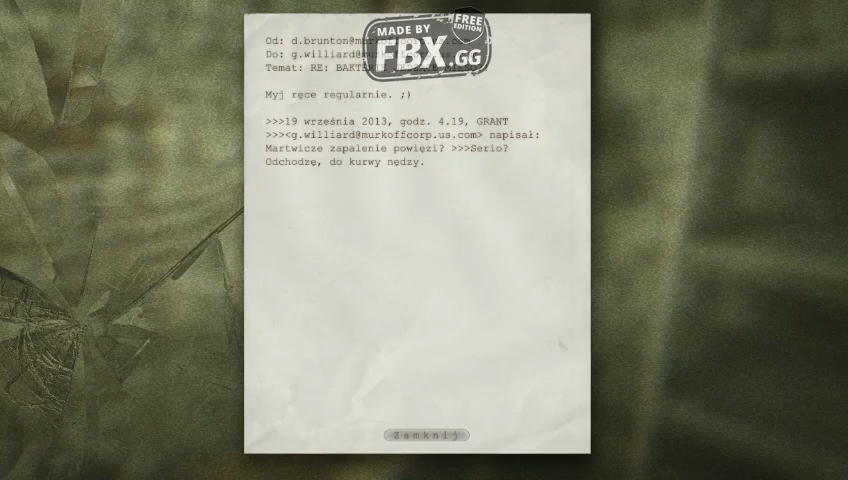 MADE BY
FBX.GG
FREE
EDITION
Od: d.brunton@
Do: g.williard@
Temat: RE:
Myj ręce regularnie. ;)
>>>19 września 2013, godz. 4.19, GRANT
>>><g.williard@murkoffcorp.us.com> napisał:
Martwicze zapalenie powięzi? >>>Serio?
Odchodzę, do kurwy nędzy.
Zamknij